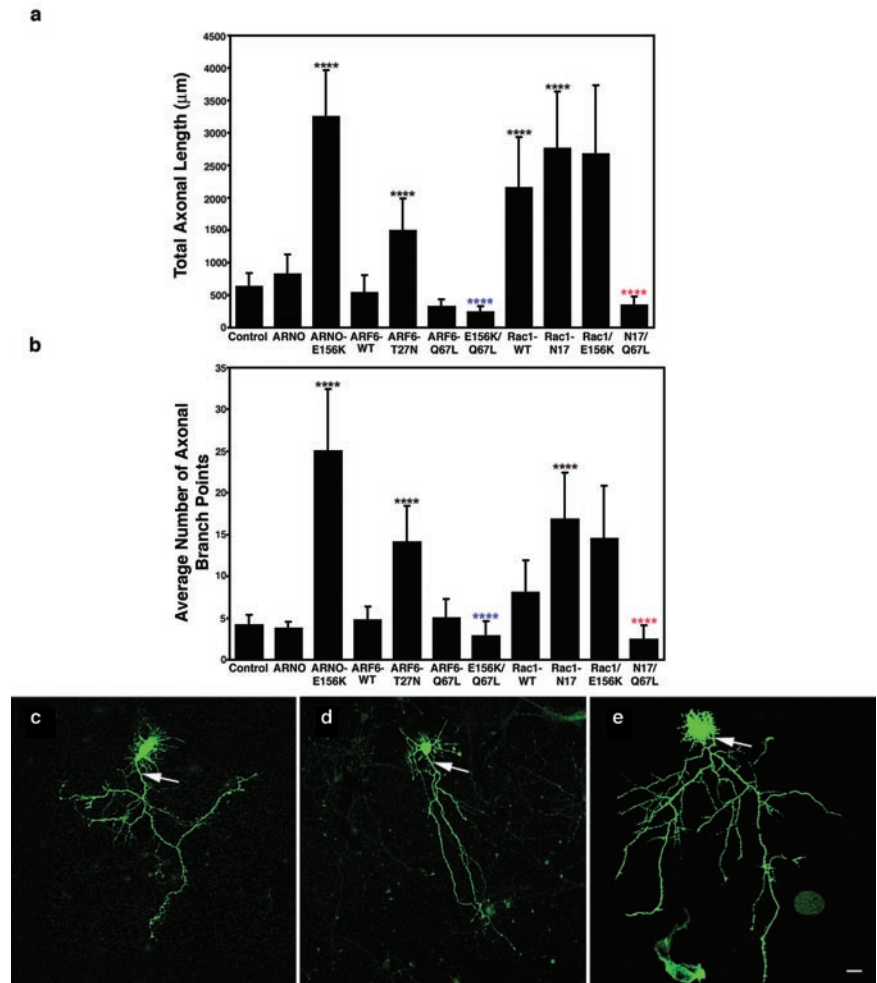 a
Total Axonal Length (µm)
4500
4000
3500
3000
2500
2000
1500
1000
500
0
****
****
****
****
****
****
Control ARNO ARNO- ARF6- ARF6- ARF6- E156K/ Rac1- Rac1- Rac1/ N17/
E156K WT T27N Q67L Q67L WT N17 E156K Q67L
b
Average Number of Axonal
Branch Points
35
30
25
20
15
10
5
0
****
****
****
****
****
Control ARNO ARNO- ARF6- ARF6- ARF6- E156K/ Rac1- Rac1- Rac1/ N17/
E156K WT T27N Q67L Q67L WT N17 E156K Q67L
c
d
e